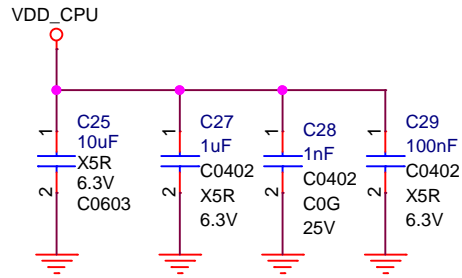 VDD_CPU
1
C25
10uF
X5R
6.3V
C0603
2
1
C27
1uF
C0402
X5R
6.3V
2
1
C28
1nF
C0402
C0G
25V
2
1
C29
100nF
C0402
X5R
6.3V
2